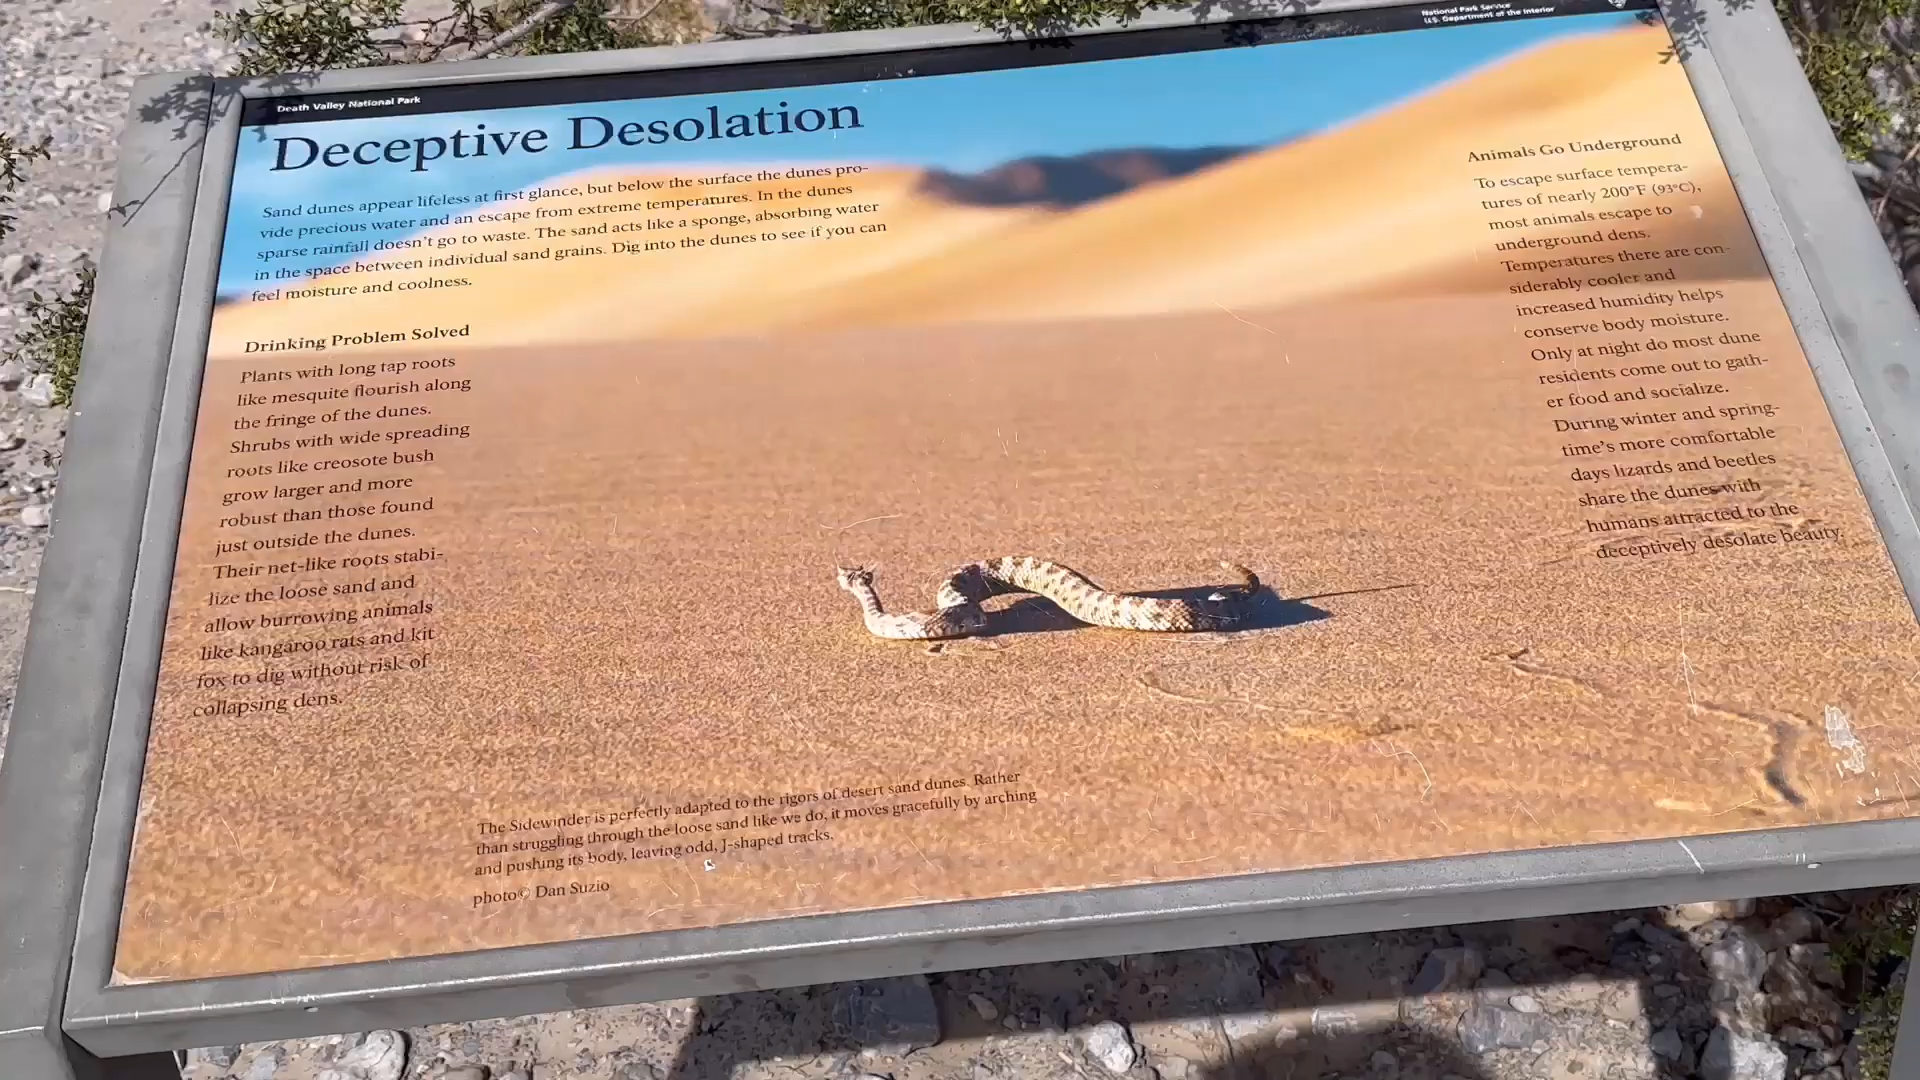 National Park Service
U.S. Department of the Interior
Death Valley National Park
Deceptive Desolation
Sand dunes appear lifeless at first glance, but below the surface the dunes pro-
vide precious water and an escape from extreme temperatures. In the dunes
sparse rainfall doesn't go to waste. The sand acts like a sponge, absorbing water
in the space between individual sand grains. Dig into the dunes to see if you can
feel moisture and coolness.
Drinking Problem Solved
Plants with long tap roots
like mesquite flourish along
the fringe of the dunes.
Shrubs with wide spreading
roots like creosote bush
grow larger and more
robust than those found
just outside the dunes.
Their net-like roots stabi-
lize the loose sand and
allow burrowing animals
like kangaroo rats and kit
fox to dig without risk of
collapsing dens.
Animals Go Underground
To escape surface tempera-
tures of nearly 200°F (93°C),
most animals escape to
underground dens.
Temperatures there are con-
siderably cooler and
increased humidity helps
conserve body moisture.
Only at night do most dune
residents come out to gath-
er food and socialize.
During winter and spring-
time's more comfortable
days lizards and beetles
share the dunes with
humans attracted to the
deceptively desolate beauty.
The Sidewinder is perfectly adapted to the rigors of desert sand dunes. Rather
than struggling through the loose sand like we do, it moves gracefully by arching
and pushing its body, leaving odd, J-shaped tracks.
photo© Dan Suzio